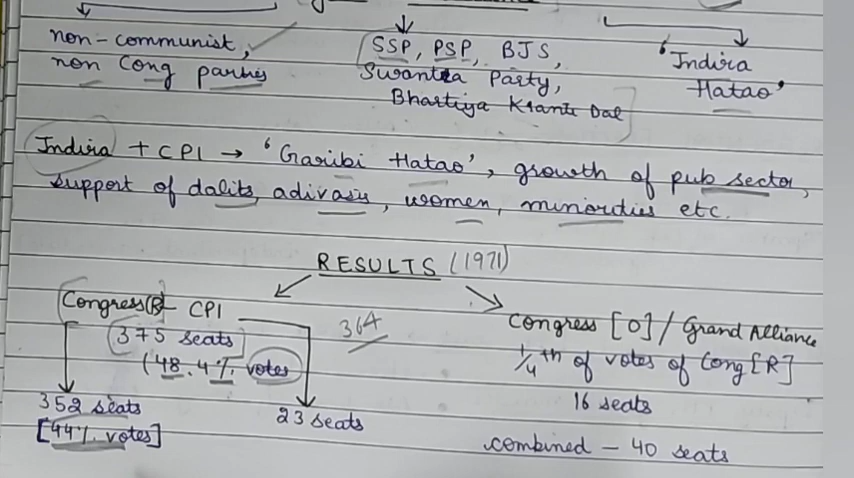 non-communist,
non Cong parties
SSP, PSP, BJS,
Swantra Party,
Bhartiya Kranti Dal
'Indira
Hatao'
Indira + CPI → 'Garibi Hatao', growth of pub sector,
support of dalits, adivasis, women, minorities etc.
RESULTS (1971)
Congress(R)- CPI
375 seats
(48.4% votes
364
352 seats
[44% votes]
23 seats
Congress [O] / Grand Alliance
1/4th of votes of Cong [R]
16 seats
combined - 40 seats